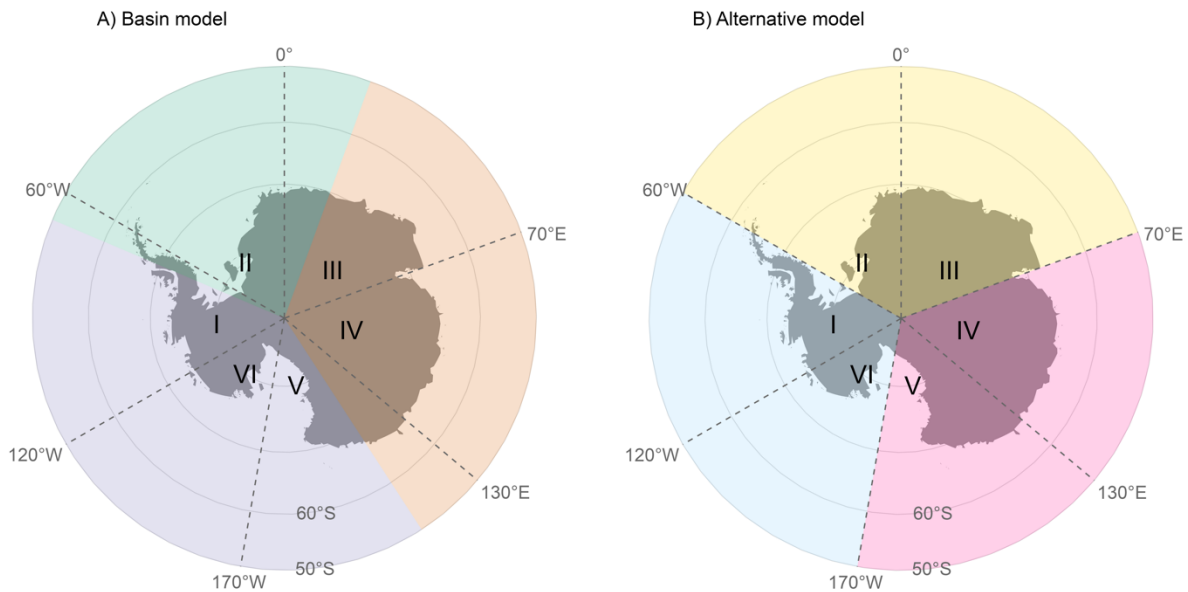 A) Basin model
B) Alternative model
0°
60°W
70°E
II
III
I
IV
VI
V
120°W
130°E
60°S
50°S
170°W
0°
60°W
70°E
II
III
I
IV
VI
V
120°W
130°E
60°S
50°S
170°W